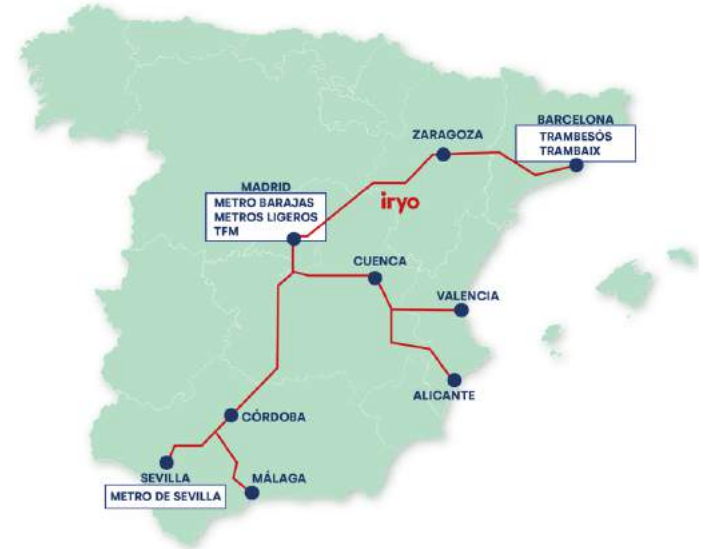 BARCELONA
TRAMBESÒS
TRAMBAIX
ZARAGOZA
MADRID
METRO BARAJAS
METROS LIGEROS
TFM
iryo
CUENCA
VALENCIA
ALICANTE
CÓRDOBA
SEVILLA
METRO DE SEVILLA
MÁLAGA